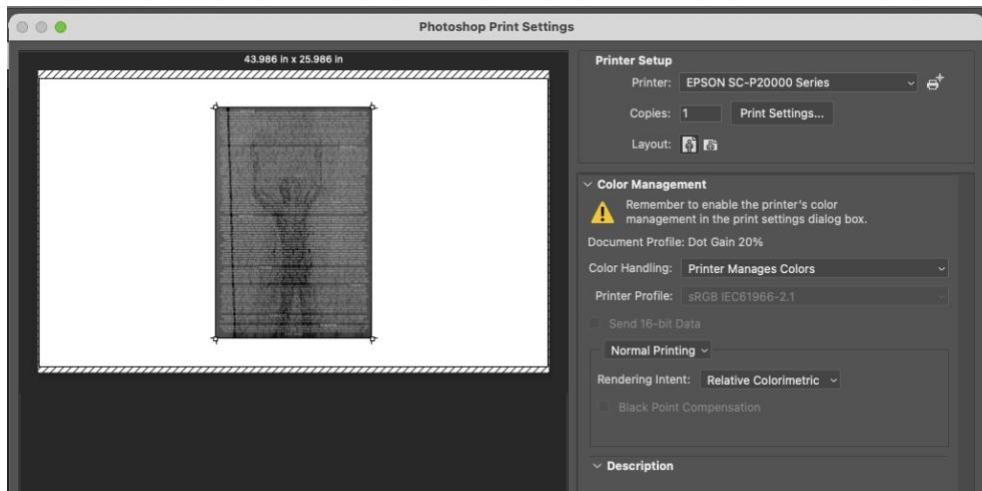 Photoshop Print Settings
43.986 in x 25.986 in
Printer Setup
Printer: EPSON SC-P20000 Series
Copies: 1 Print Settings...
Layout:
Color Management
Remember to enable the printer's color
management in the print settings dialog box.
Document Profile: Dot Gain 20%
Color Handling: Printer Manages Colors
Printer Profile: sRGB IEC61966-2.1
Send 16-bit Data
Normal Printing
Rendering Intent: Relative Colorimetric
Black Point Compensation
Description